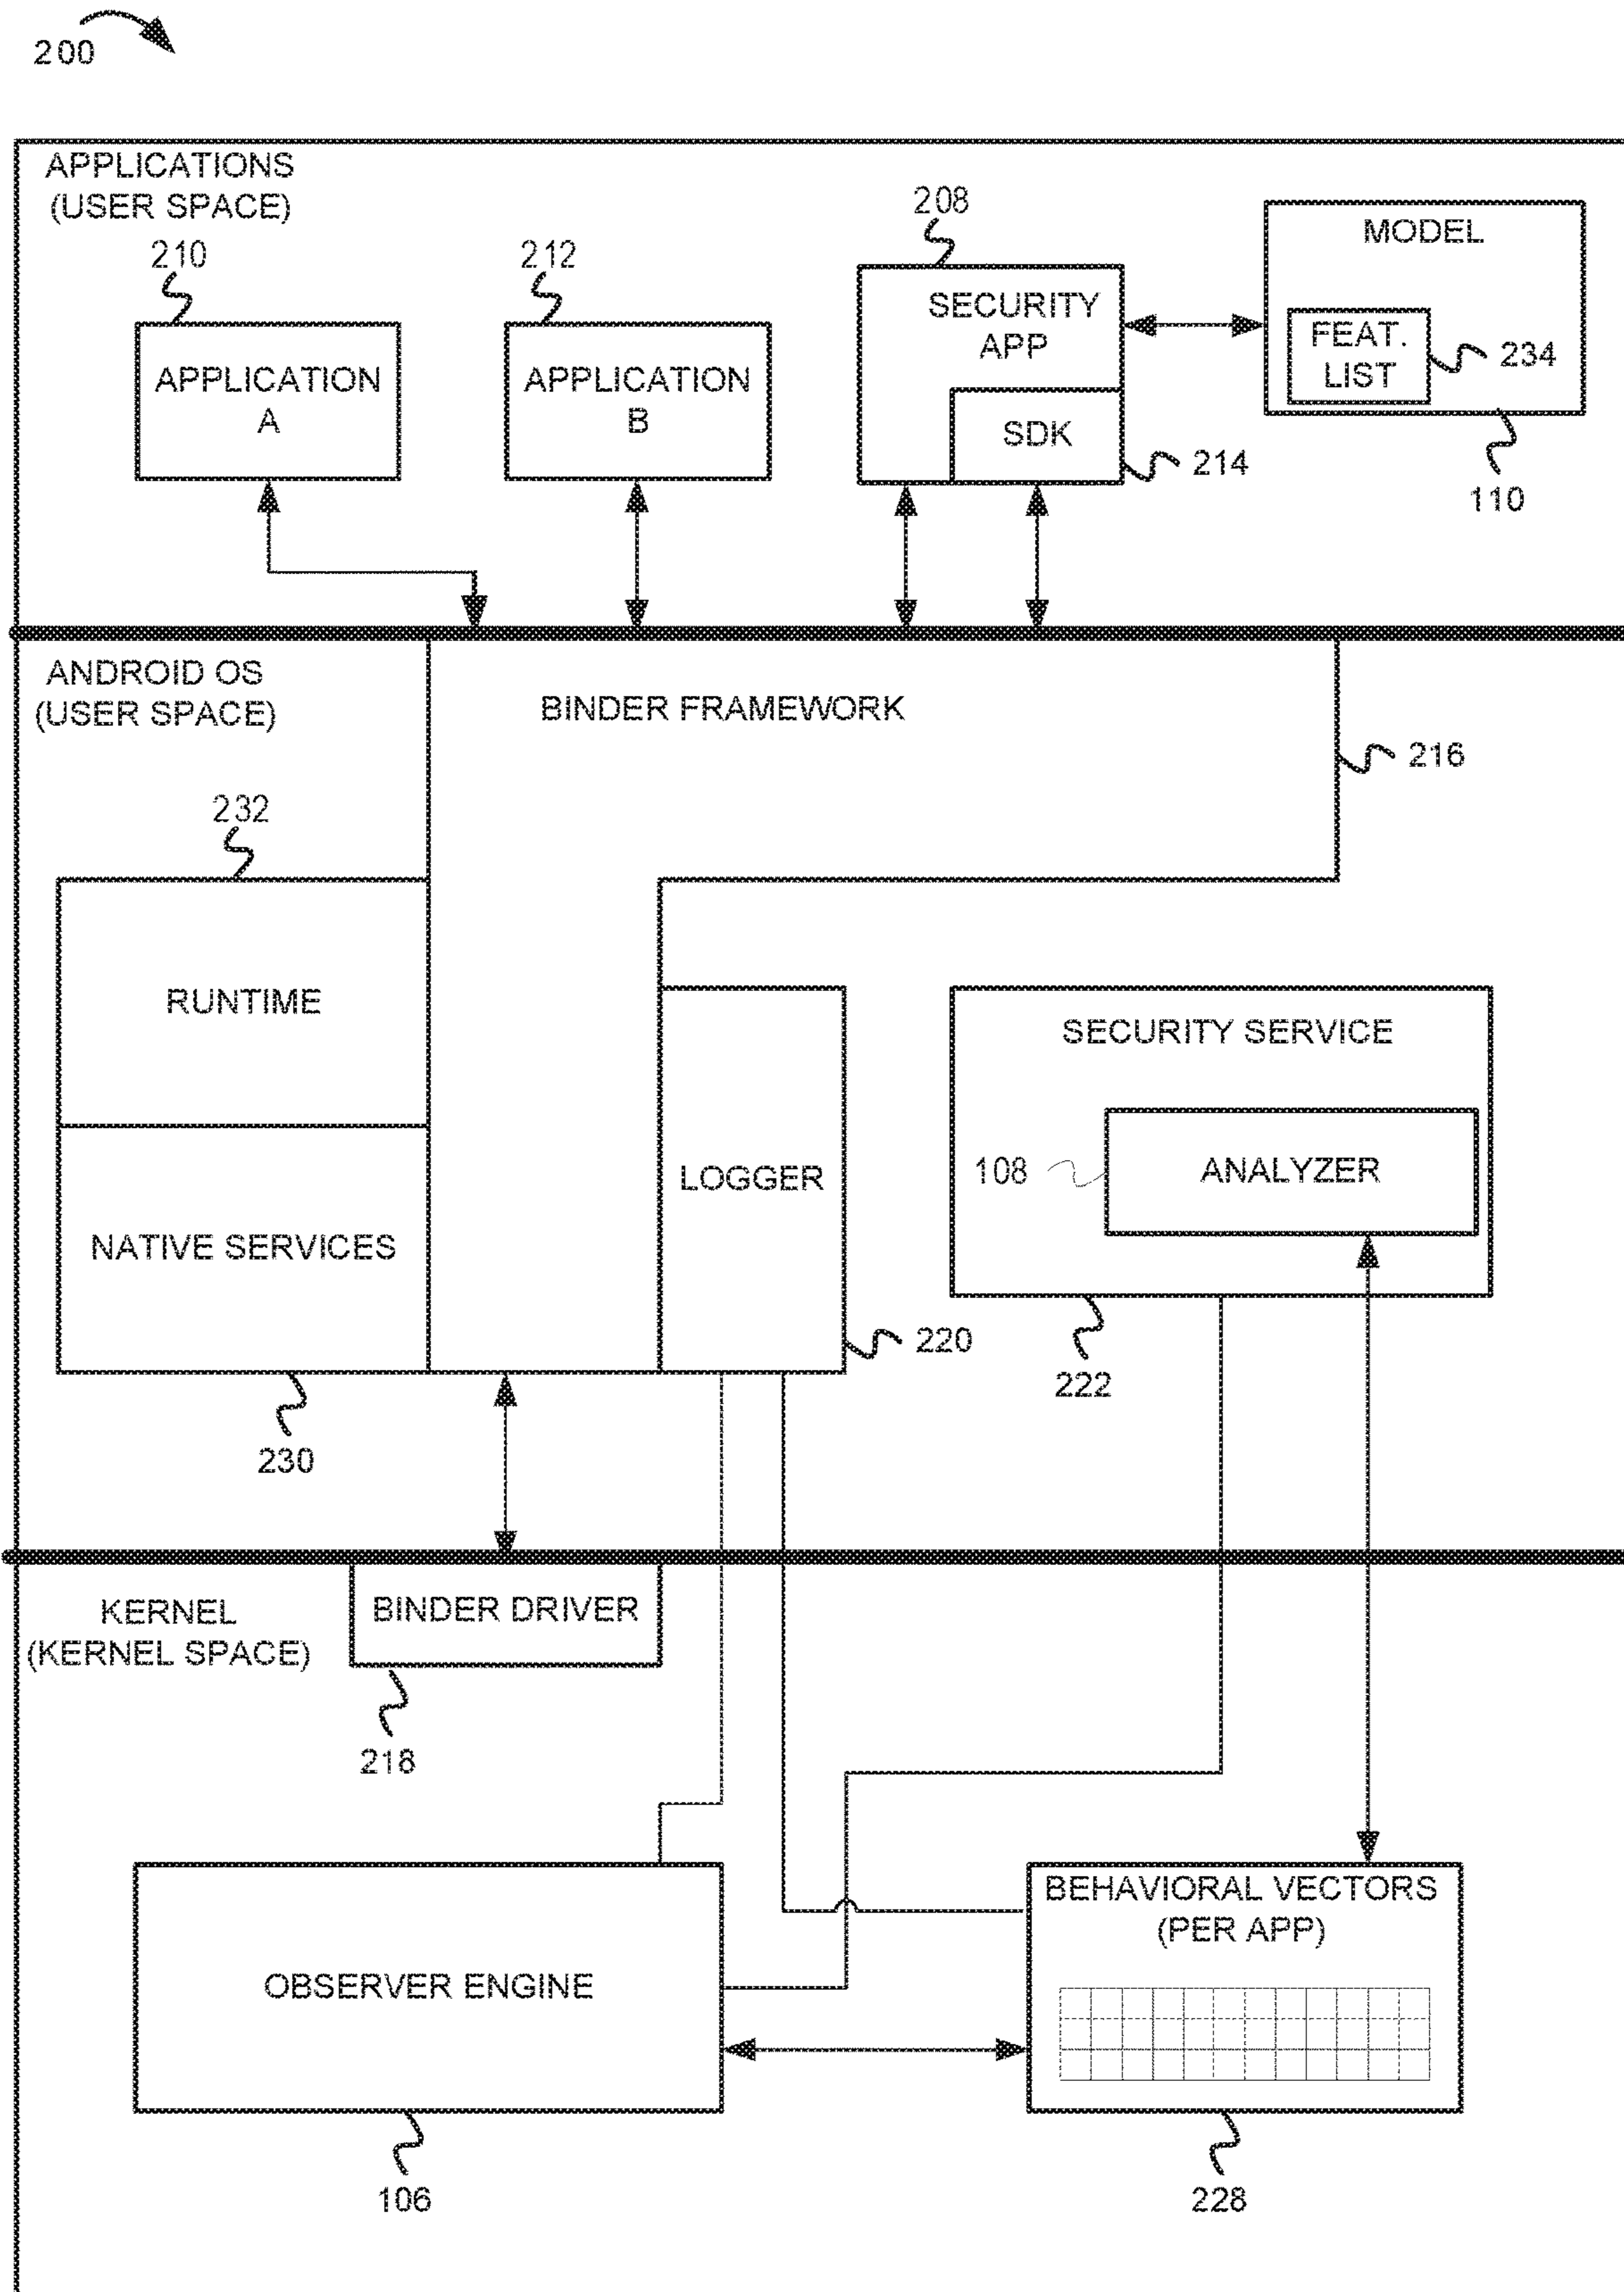 200
APPLICATIONS
(USER SPACE)
210
212
208
MODEL
SECURITY
APP
FEAT.
LIST
234
APPLICATION
A
APPLICATION
B
SDK
214
110
ANDROID OS
(USER SPACE)
BINDER FRAMEWORK
216
232
RUNTIME
SECURITY SERVICE
LOGGER
108
ANALYZER
NATIVE SERVICES
220
222
230
KERNEL
(KERNEL SPACE)
BINDER DRIVER
218
BEHAVIORAL VECTORS
(PER APP)
OBSERVER ENGINE
106
228